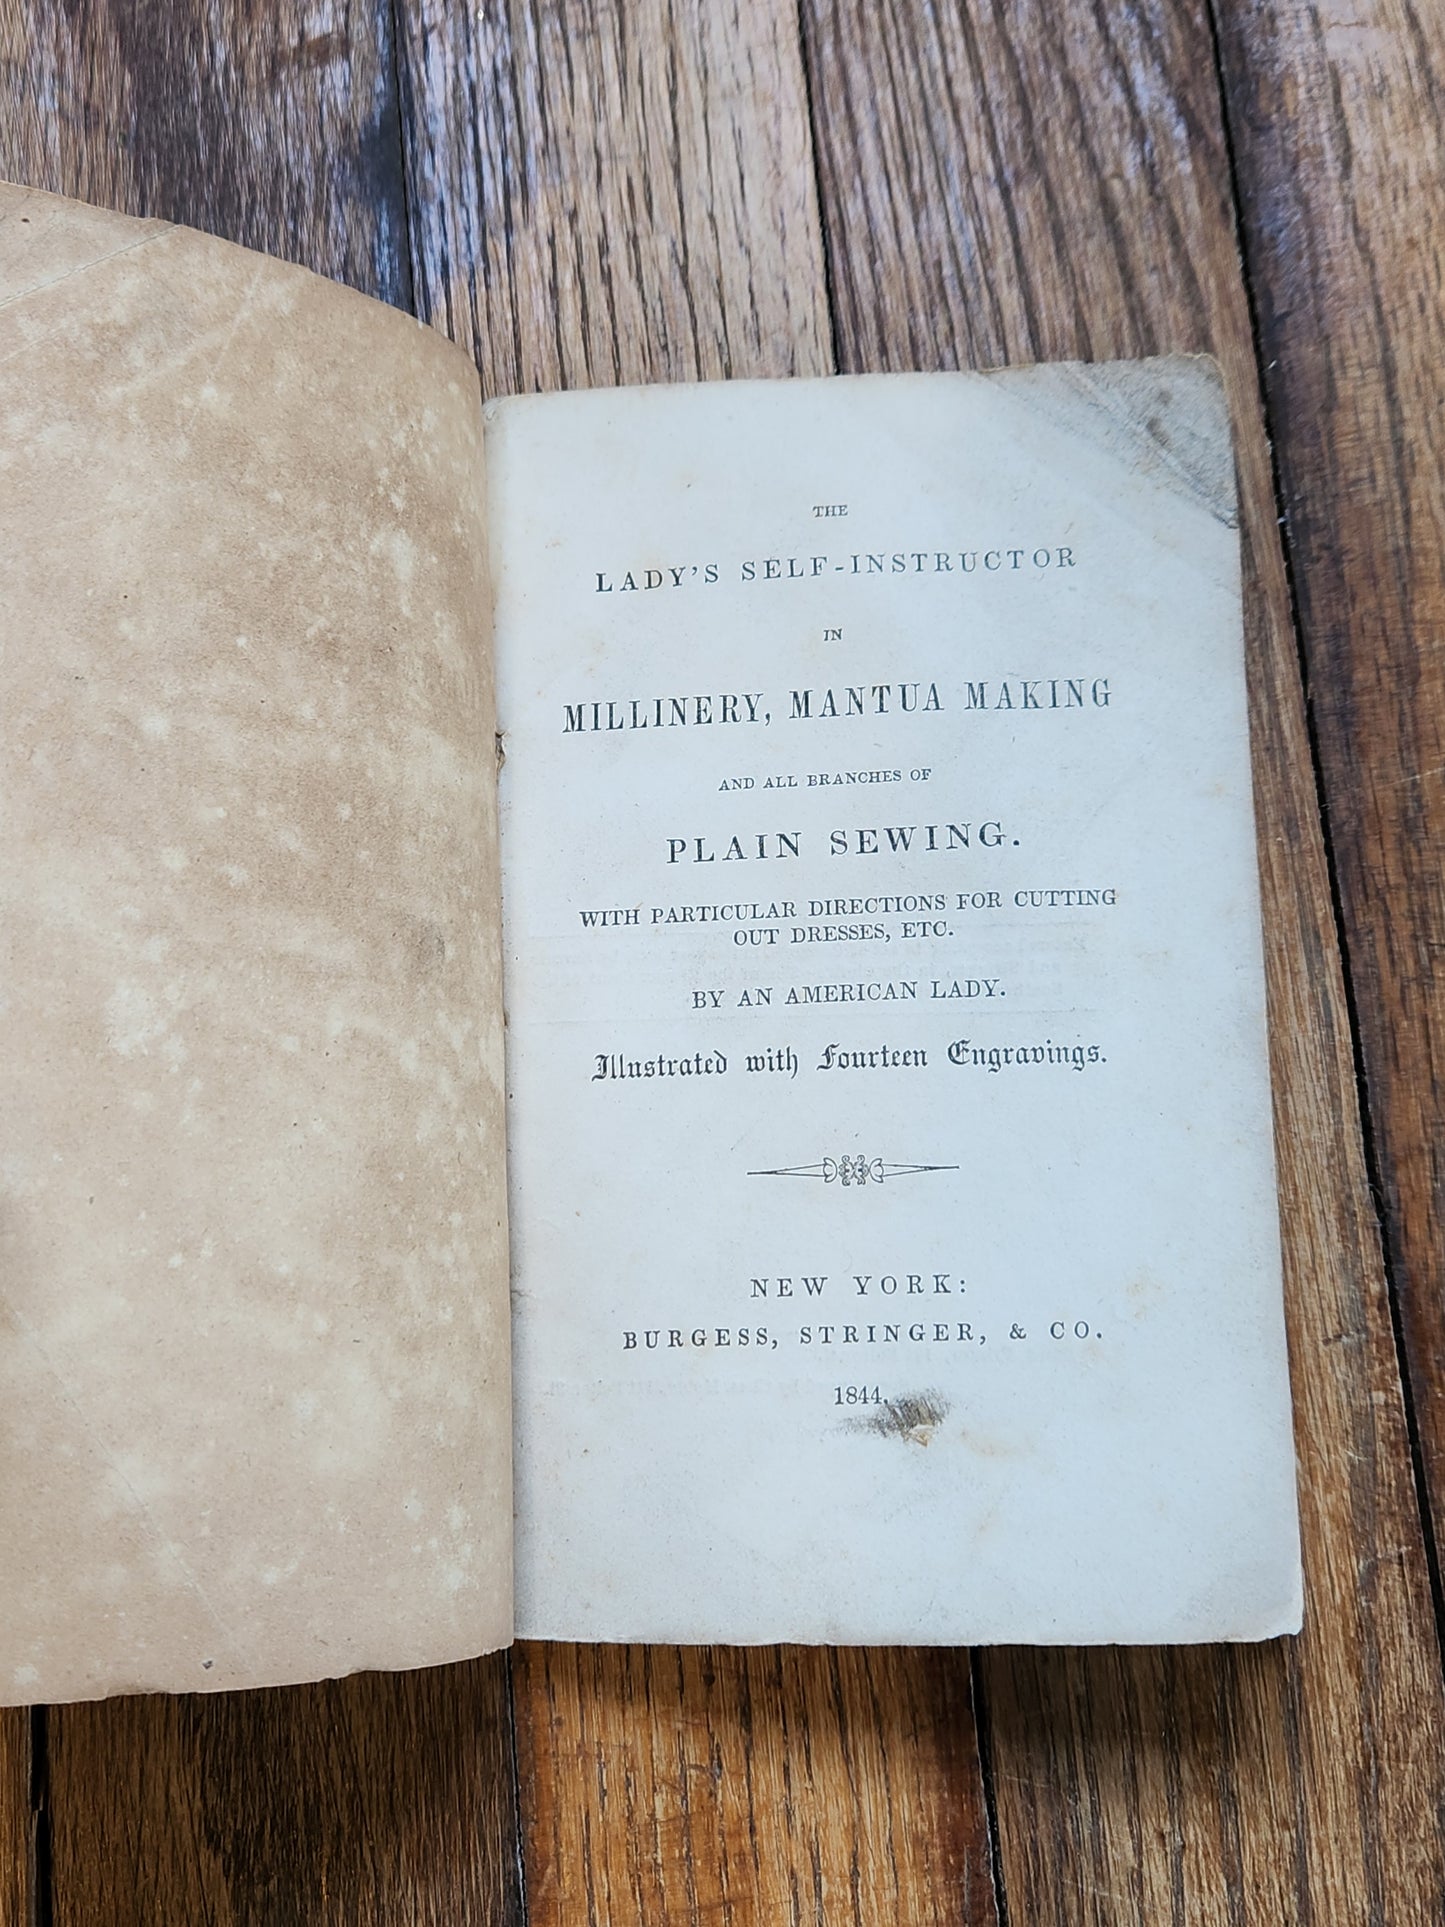 THE
LADY'S SELF-INSTRUCTOR
IN
MILLINERY, MANTUA MAKING
AND ALL BRANCHES OF
PLAIN SEWING.
WITH PARTICULAR DIRECTIONS FOR CUTTING
OUT DRESSES, ETC.
BY AN AMERICAN LADY.
Illustrated with Fourteen Engravings.
NEW YORK:
BURGESS, STRINGER, & CO.
1844.